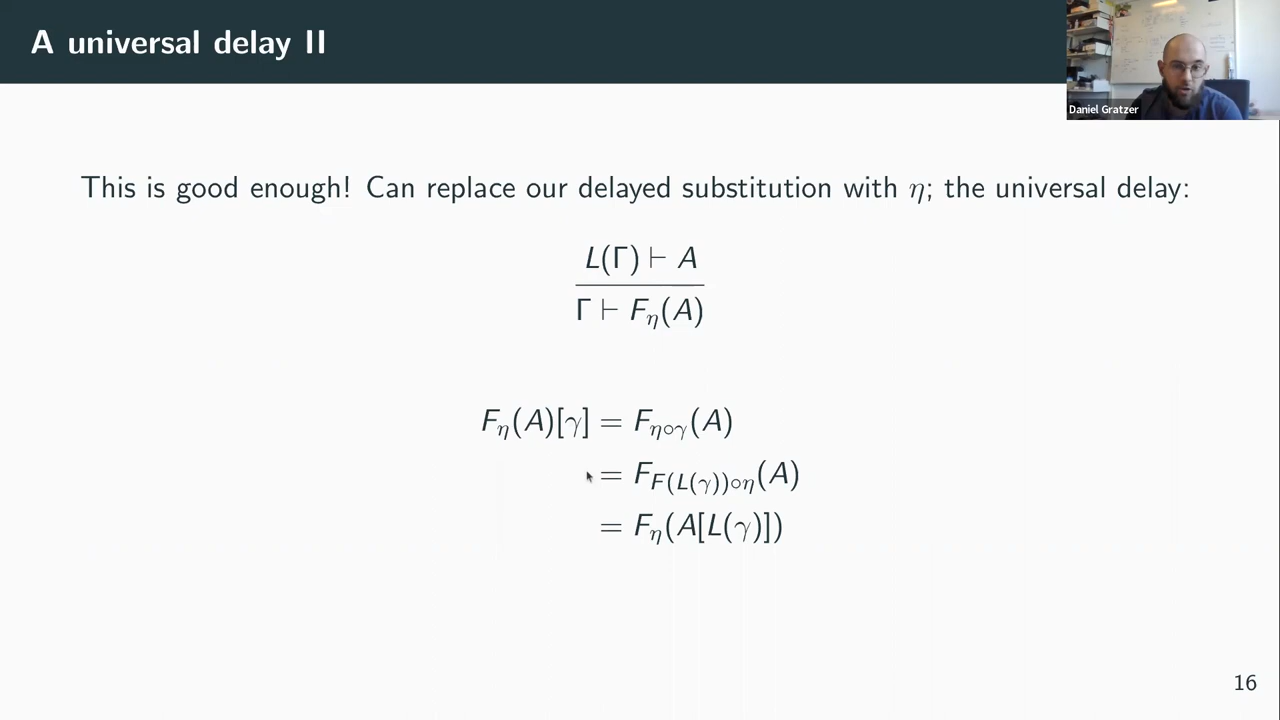 A universal delay II
Daniel Gratzer
This is good enough! Can replace our delayed substitution with η; the universal delay:
L(Γ) ⊢ A
Γ ⊢ F_η(A)
F_η(A)[γ] = F_{η∘γ}(A)
= F_{F(L(γ))∘η}(A)
= F_η(A[L(γ)])
16